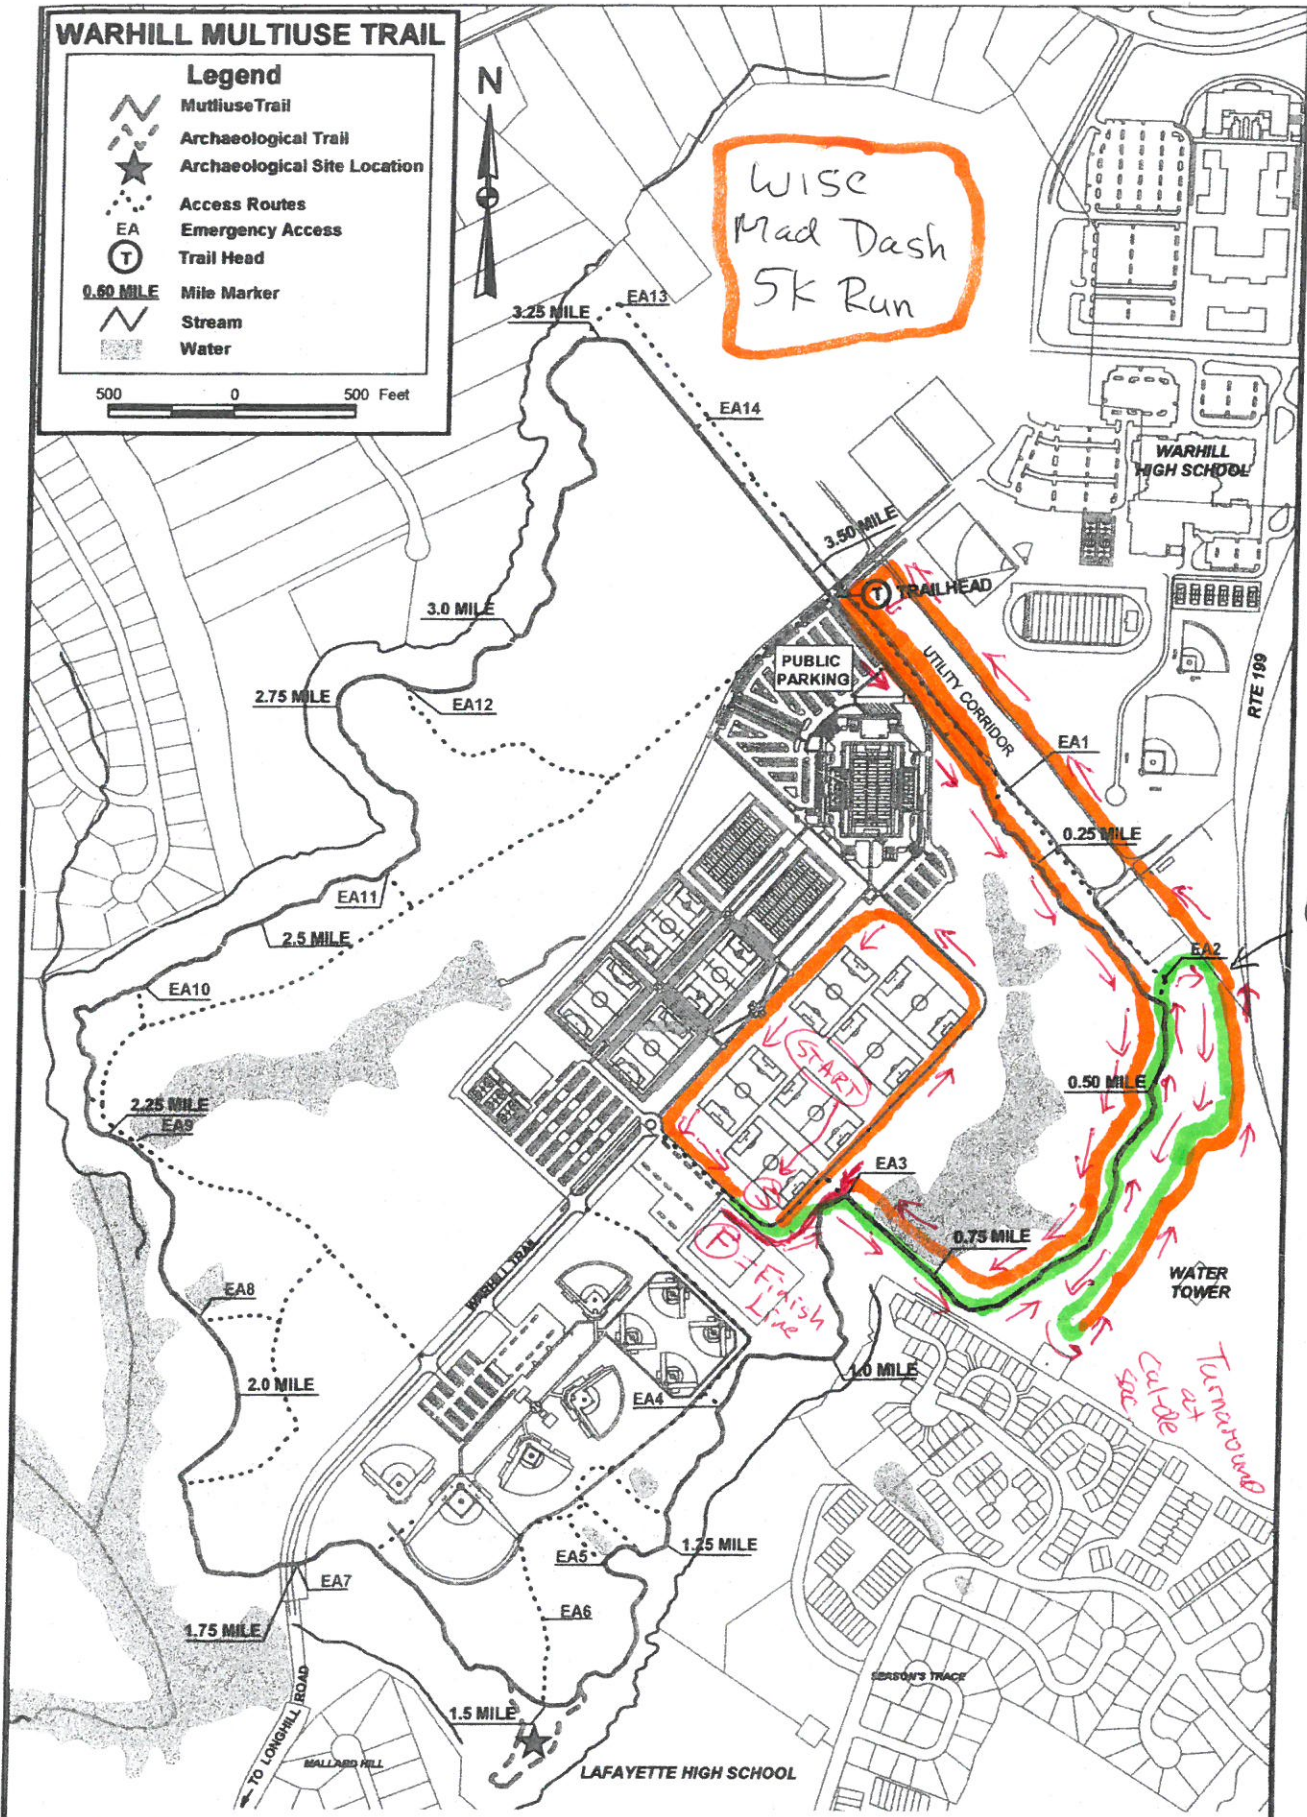 WARHILL MULTIUSE TRAIL
Legend
MutliuseTrail
Archaeological Trail
Archaeological Site Location
Access Routes
EA Emergency Access
T Trail Head
0.50 MILE Mile Marker
Stream
Water
500 0 500 Feet
N
WISC
Mad Dash
5K Run
EA13
3.25 MILE
EA14
WARHILL
HIGH SCHOOL
3.50 MILE
T TRAILHEAD
3.0 MILE
PUBLIC
PARKING
UTILITY CORRIDOR
RTE 199
2.75 MILE
EA12
EA1
0.25 MILE
EA11
2.5 MILE
EA2
EA10
START
0.50 MILE
2.25 MILE
EA9
EA3
0.75 MILE
F = Finish
Line
WARHILL TRAIL
WATER
TOWER
EA8
1.0 MILE
2.0 MILE
EA4
Turnaround
at
Cul-de
sac
1.25 MILE
EA5
EA7
EA6
1.75 MILE
SEASON'S TRACE
1.5 MILE
TO LONGHILL ROAD
MALLARD HILL
LAFAYETTE HIGH SCHOOL